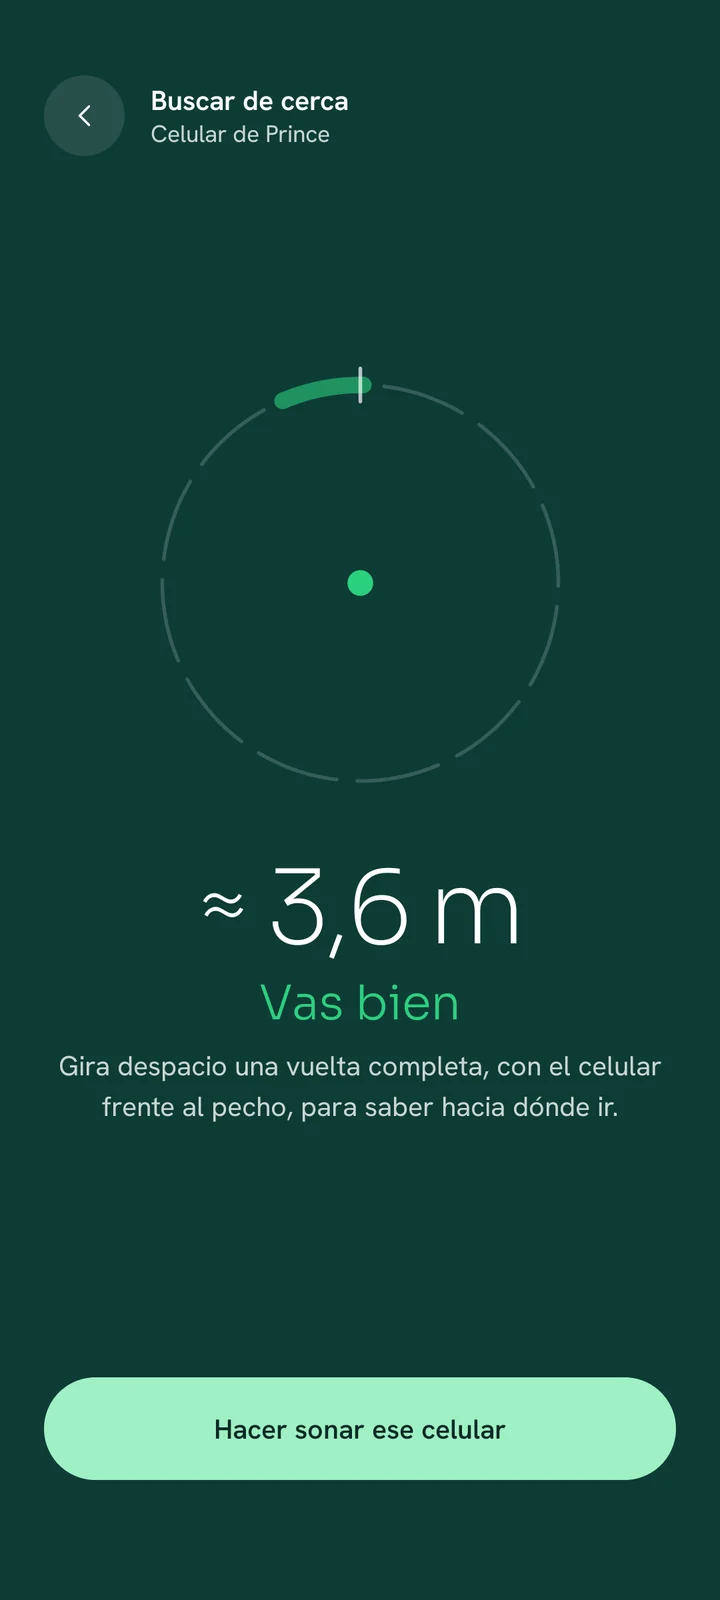 Buscar de cerca
Celular de Prince
≈ 3,6 m
Vas bien
Gira despacio una vuelta completa, con el celular
frente al pecho, para saber hacia dónde ir.
Hacer sonar ese celular